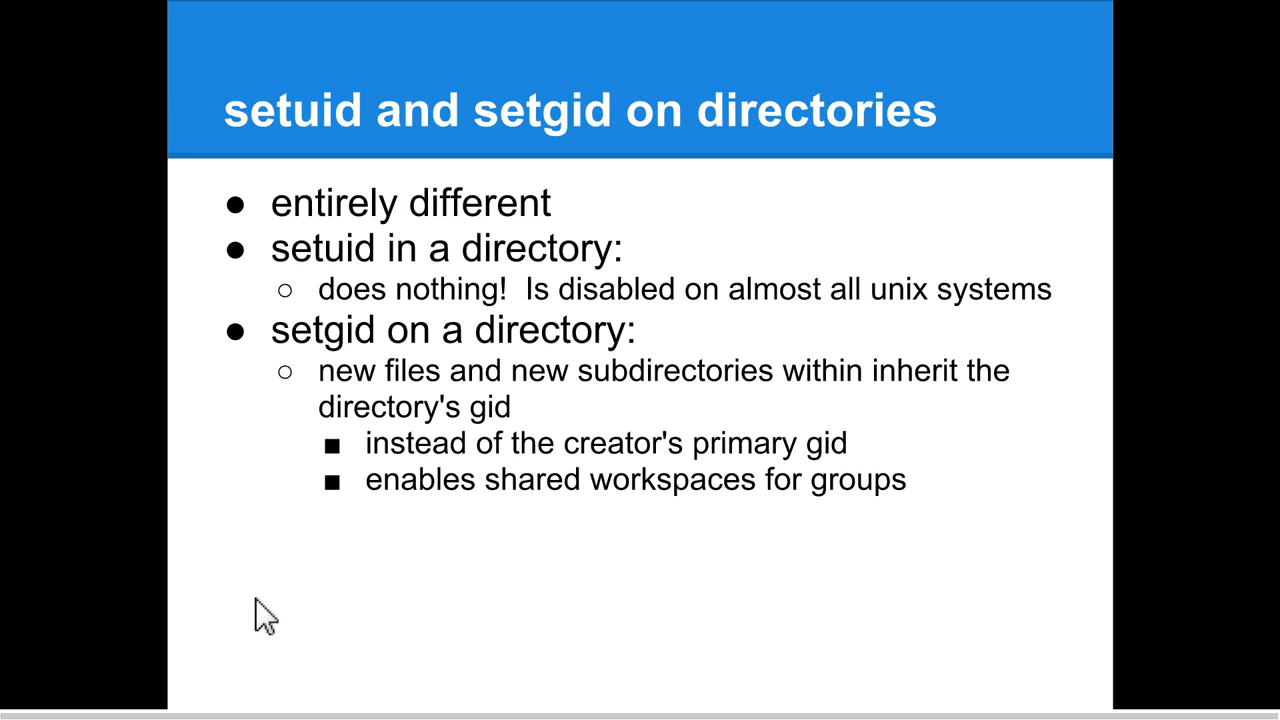 setuid and setgid on directories
● entirely different
● setuid in a directory:
○ does nothing!  Is disabled on almost all unix systems
● setgid on a directory:
○ new files and new subdirectories within inherit the
directory's gid
■ instead of the creator's primary gid
■ enables shared workspaces for groups